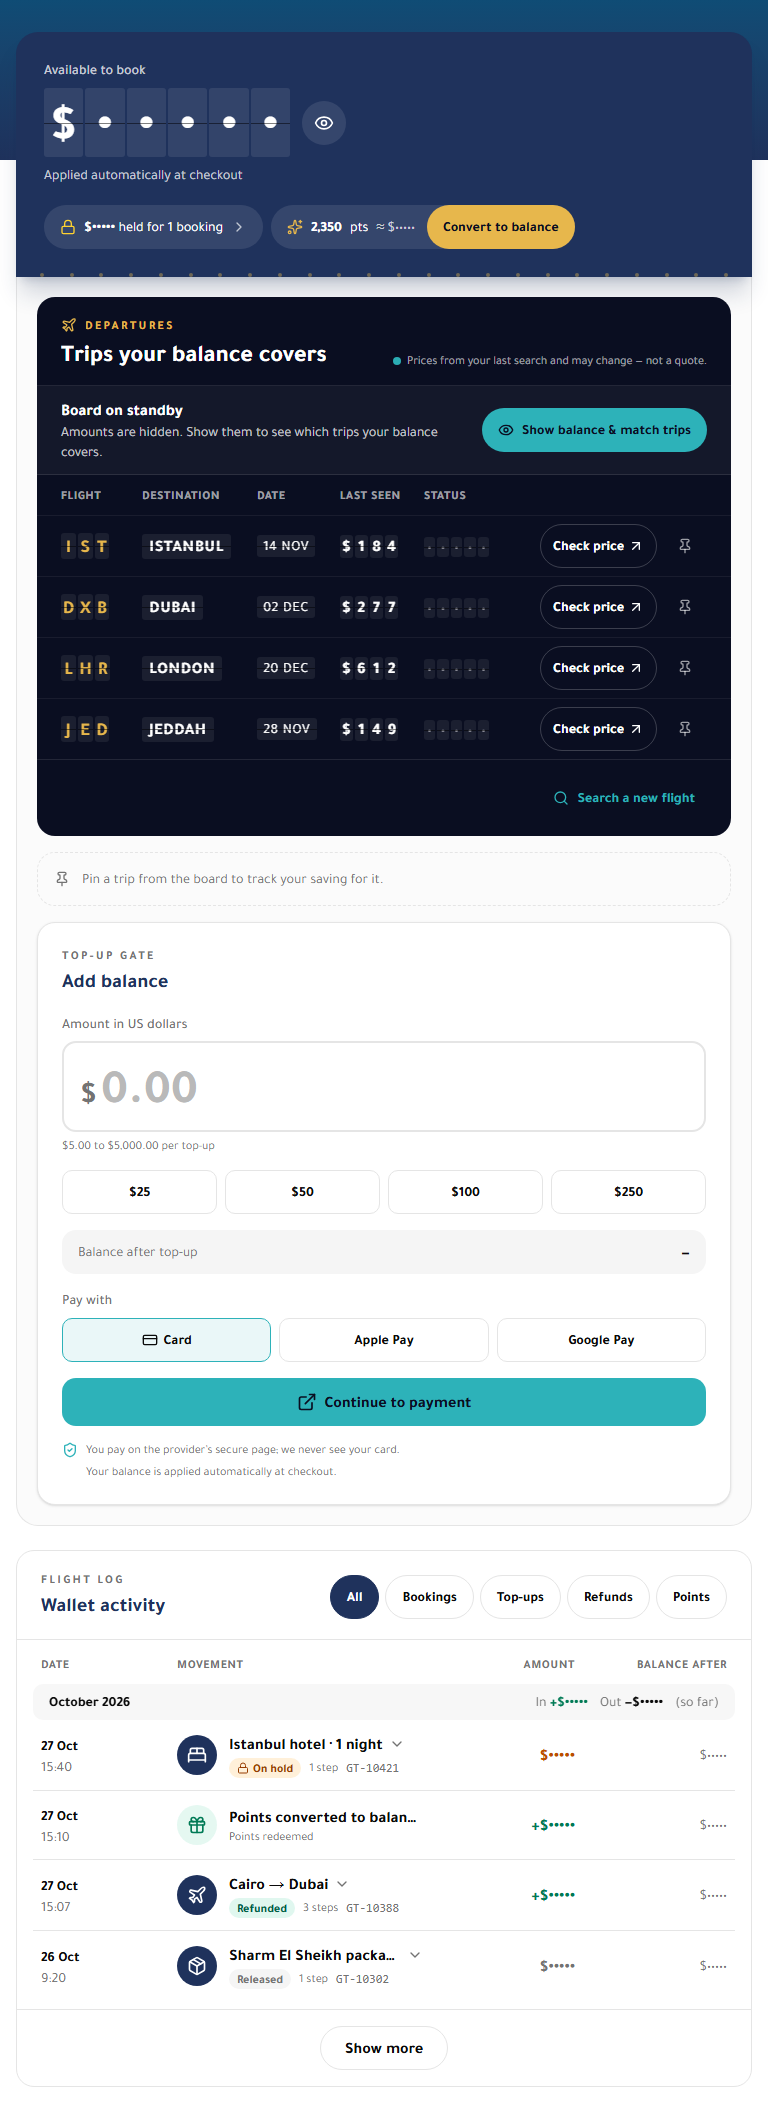 Available to book
$•••••
Applied automatically at checkout
$••••• held for 1 booking
2,350 pts ≈ $•••••
Convert to balance
DEPARTURES
Trips your balance covers
Prices from your last search and may change — not a quote.
Board on standby
Amounts are hidden. Show them to see which trips your balance
covers.
Show balance & match trips
FLIGHT DESTINATION DATE LAST SEEN STATUS
IST ISTANBUL 14 NOV $184 ····· Check price
DXB DUBAI 02 DEC $277 ····· Check price
LHR LONDON 20 DEC $612 ····· Check price
JED JEDDAH 28 NOV $149 ····· Check price
Search a new flight
Pin a trip from the board to track your saving for it.
TOP-UP GATE
Add balance
Amount in US dollars
$ 0.00
$5.00 to $5,000.00 per top-up
$25 $50 $100 $250
Balance after top-up –
Pay with
Card Apple Pay Google Pay
Continue to payment
You pay on the provider's secure page; we never see your card.
Your balance is applied automatically at checkout.
FLIGHT LOG
Wallet activity
All Bookings Top-ups Refunds Points
DATE MOVEMENT AMOUNT BALANCE AFTER
October 2026 In +$••••• Out −$••••• (so far)
27 Oct Istanbul hotel · 1 night $••••• $•••••
15:40 On hold 1 step GT-10421
27 Oct Points converted to balan... +$••••• $•••••
15:10 Points redeemed
27 Oct Cairo → Dubai +$••••• $•••••
15:07 Refunded 3 steps GT-10388
26 Oct Sharm El Sheikh packa... $••••• $•••••
9:20 Released 1 step GT-10302
Show more